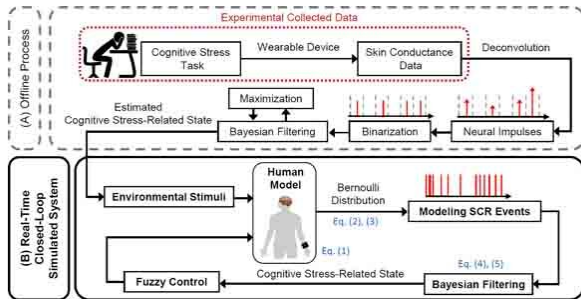 Experimental Collected Data
(A) Offline Process
Cognitive Stress
Task
Wearable Device
Skin Conductance
Data
Deconvolution
Estimated
Cognitive Stress-Related State
Maximization
Bayesian Filtering
Binarization
Neural Impulses
(B) Real-Time
Closed-Loop
Simulated System
Environmental Stimuli
Human
Model
Bernoulli
Distribution
Eq. (2), (3)
Modeling SCR Events
Eq. (1)
Eq. (4), (5)
Fuzzy Control
Cognitive Stress-Related State
Bayesian Filtering